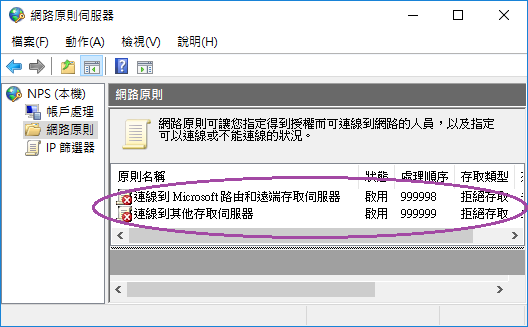 網路原則伺服器
檔案(F) 動作(A) 檢視(V) 說明(H)
NPS (本機)
帳戶處理
網路原則
IP 篩選器
網路原則
網路原則可讓您指定得到授權而可連線到網路的人員，以及指定
可以連線或不能連線的狀況。
原則名稱 狀態 處理順序 存取類型
連線到 Microsoft 路由和遠端存取伺服器 啟用 999998 拒絕存取
連線到其他存取伺服器 啟用 999999 拒絕存取